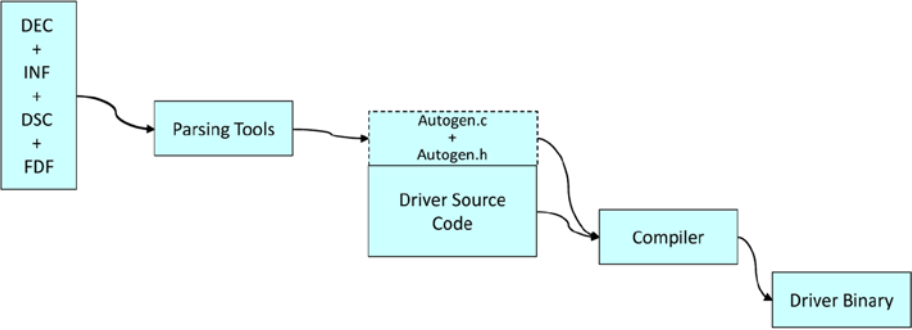 DEC
+
INF
+
DSC
+
FDF
Parsing Tools
Autogen.c
+
Autogen.h
Driver Source
Code
Compiler
Driver Binary